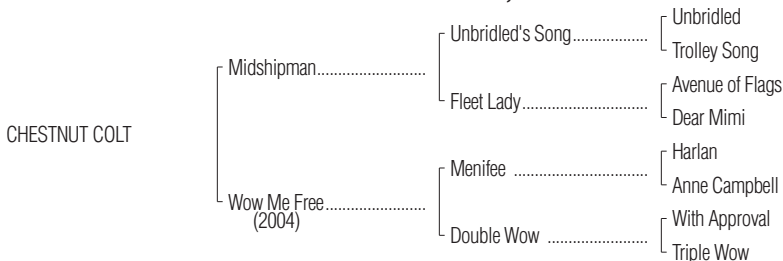 Unbridled
Unbridled's Song..................
Trolley Song
Midshipman..........................
Avenue of Flags
Fleet Lady..............................
Dear Mimi
CHESTNUT COLT
Harlan
Menifee ................................
Anne Campbell
Wow Me Free........................
(2004)
With Approval
Double Wow ........................
Triple Wow